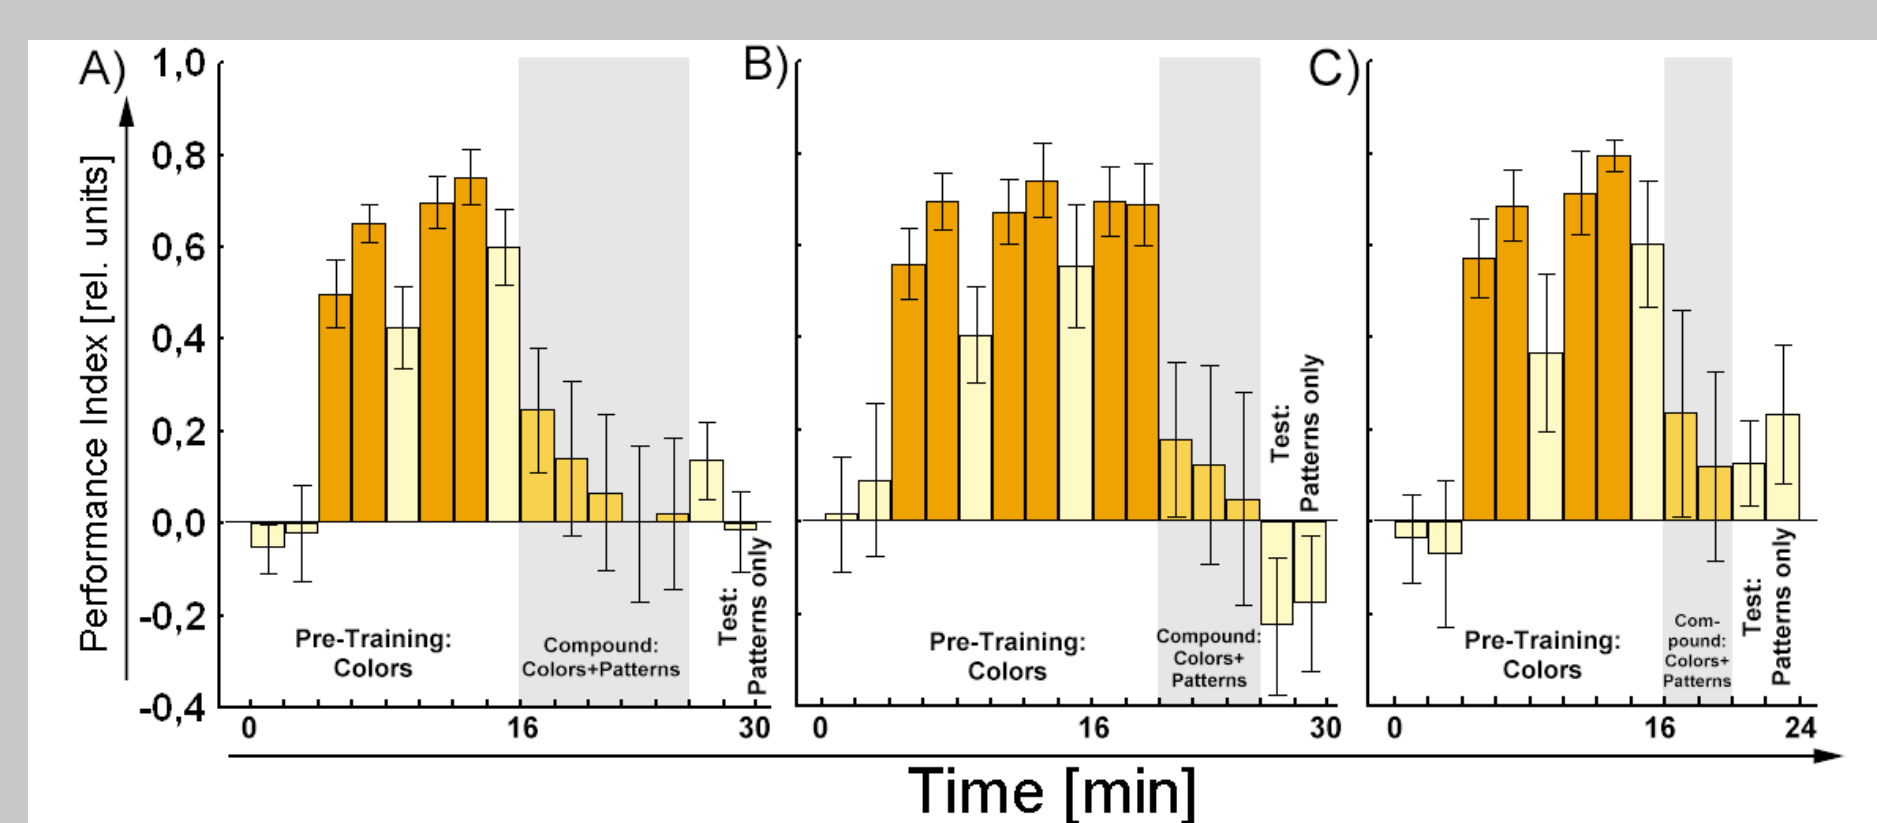 A)
B)
C)
1,0
0,8
0,6
0,4
0,2
0,0
-0,2
-0,4
Performance Index [rel. units]
Pre-Training:
Colors
Compound:
Colors+Patterns
Test:
Patterns only
Pre-Training:
Colors
Compound:
Colors+
Patterns
Test:
Patterns only
Pre-Training:
Colors
Com-
pound:
Colors+
Patterns
Test:
Patterns only
0 16 30
0 16 30
0 16 24
Time [min]